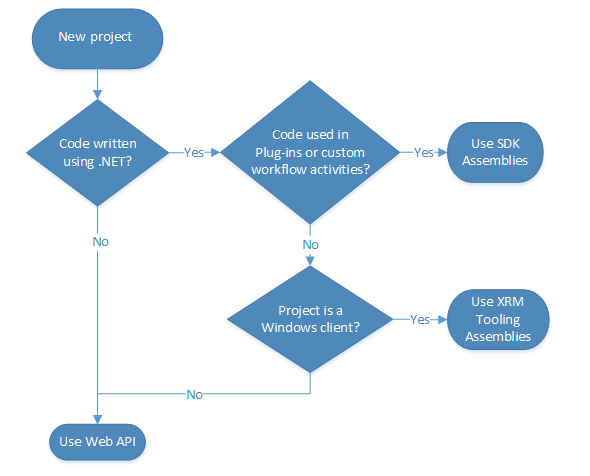 New project
Code written
using .NET?
Yes
Code used in
Plug-ins or custom
workflow activities?
Yes
Use SDK
Assemblies
No
No
Project is a
Windows client?
Yes
Use XRM
Tooling
Assemblies
No
Use Web API